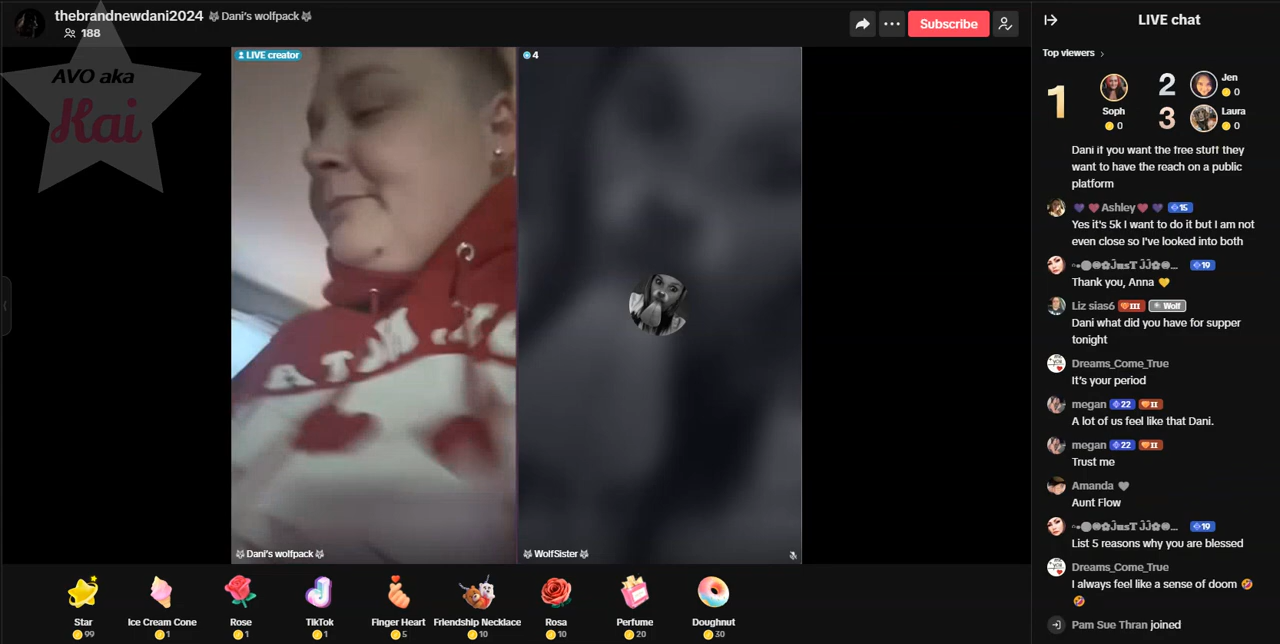 thebrandnewdani2024 🐺Dani's wolfpack🐺
188
Subscribe
AVO aka
Kai
LIVE creator
4
🐺Dani's wolfpack🐺
🐺WolfSister🐺
Star
99
Ice Cream Cone
1
Rose
1
TikTok
1
Finger Heart
5
Friendship Necklace
10
Rosa
10
Perfume
20
Doughnut
30
LIVE chat
Top viewers
1
Soph
0
2
Jen
0
3
Laura
0
Dani if you want the free stuff they
want to have the reach on a public
platform
💜❤️Ashley❤️💜 15
Yes it's 5k I want to do it but I am not
even close so I've looked into both
19
Thank you, Anna 💛
Liz sias6 III Wolf
Dani what did you have for supper
tonight
Dreams_Come_True
It's your period
megan 22 II
A lot of us feel like that Dani.
megan 22 II
Trust me
Amanda 🩶
Aunt Flow
19
List 5 reasons why you are blessed
Dreams_Come_True
I always feel like a sense of doom 🤣
🤣
Pam Sue Thran joined